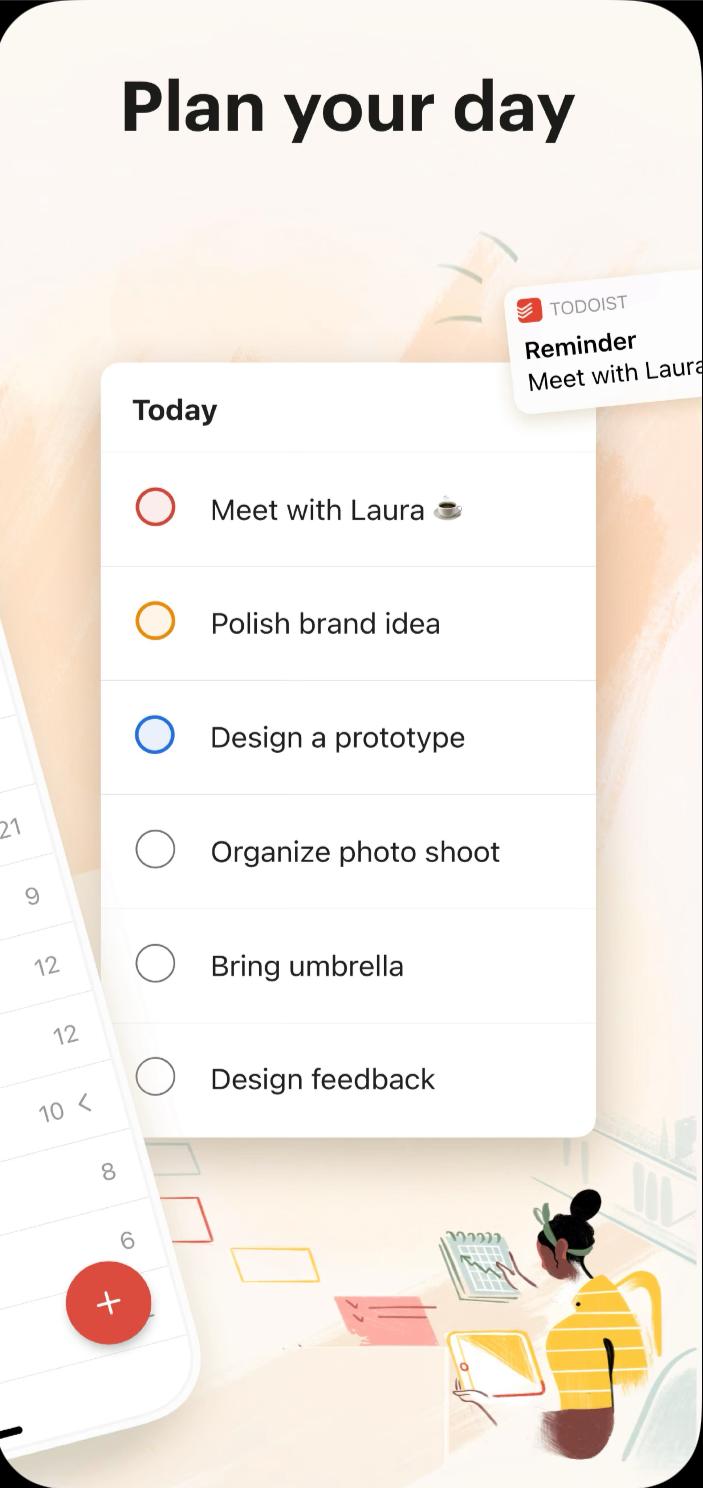 Plan your day
TODOIST
Reminder
Meet with Laura
Today
Meet with Laura ☕
Polish brand idea
Design a prototype
Organize photo shoot
Bring umbrella
Design feedback
21
9
12
12
10 <
8
6
+